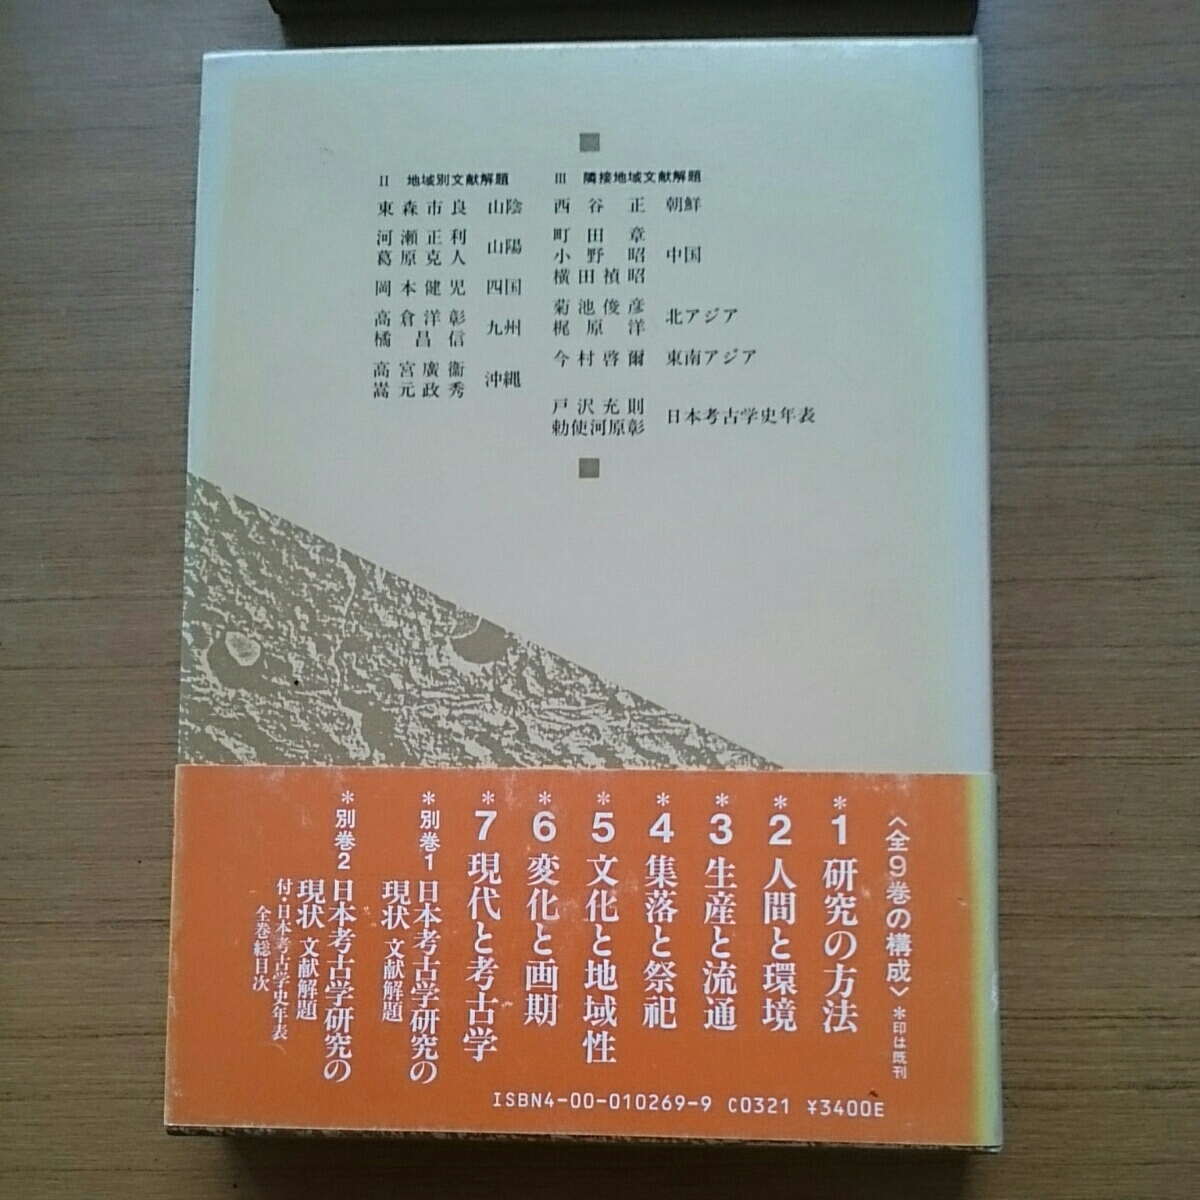 II 地域別文献解題
東森市良 山陰
河瀬正利
葛原克人
山陽
岡本健児 四国
高倉洋彰
橘昌信
九州
高宮廣衞
嵩元政秀
沖縄
III 隣接地域文献解題
西谷正 朝鮮
町田章
小野昭
横田禎昭
中国
菊池俊彦
梶原洋
北アジア
今村啓爾 東南アジア
戸沢充則
勅使河原彰
日本考古学史年表
〈全9巻の構成〉 *印は既刊
*1 研究の方法
*2 人間と環境
*3 生産と流通
*4 集落と祭祀
*5 文化と地域性
*6 変化と画期
*7 現代と考古学
*別巻1 日本考古学研究の
現状 文献解題
*別巻2 日本考古学研究の
現状 文献解題
付・日本考古学史年表
全巻総目次
ISBN4-00-010269-9 C0321 ¥3400E